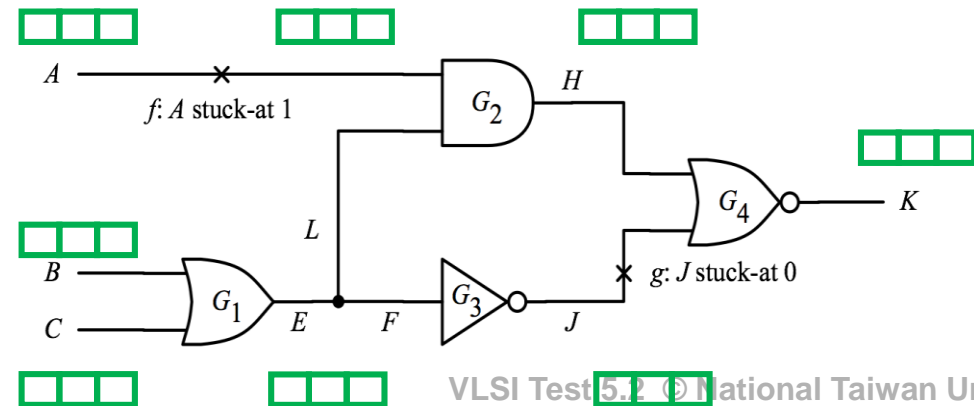 A
f: A stuck-at 1
G2
H
G4
K
L
B
G1
C
E
F
G3
J
g: J stuck-at 0
VLSI Test 5.2 © National Taiwan Un